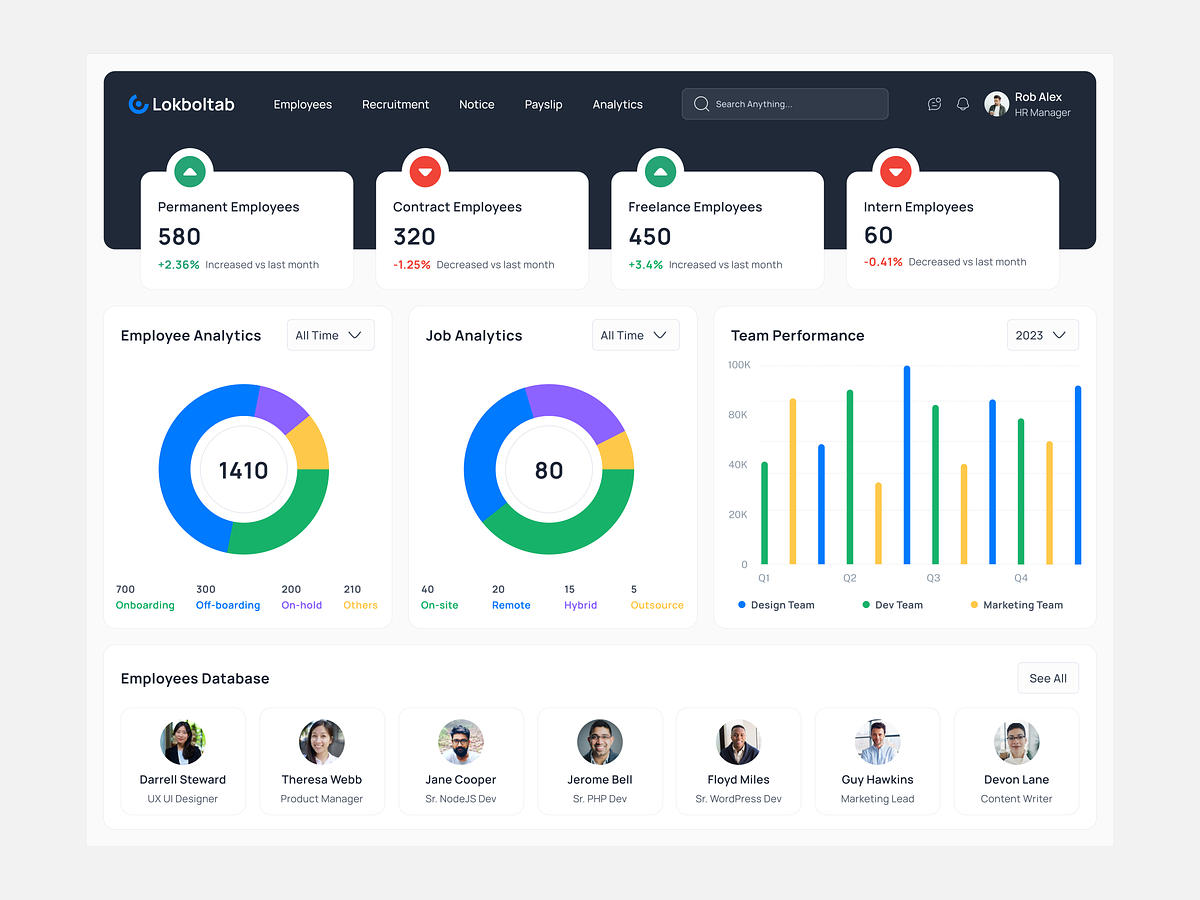 Lokboltab
Employees
Recruitment
Notice
Payslip
Analytics
Search Anything...
Rob Alex
HR Manager
Permanent Employees
580
+2.36% Increased vs last month
Contract Employees
320
-1.25% Decreased vs last month
Freelance Employees
450
+3.4% Increased vs last month
Intern Employees
60
-0.41% Decreased vs last month
Employee Analytics
All Time
1410
700
Onboarding
300
Off-boarding
200
On-hold
210
Others
Job Analytics
All Time
80
40
On-site
20
Remote
15
Hybrid
5
Outsource
Team Performance
2023
100K
80K
40K
20K
0
Q1
Q2
Q3
Q4
Design Team
Dev Team
Marketing Team
Employees Database
See All
Darrell Steward
UX UI Designer
Theresa Webb
Product Manager
Jane Cooper
Sr. NodeJS Dev
Jerome Bell
Sr. PHP Dev
Floyd Miles
Sr. WordPress Dev
Guy Hawkins
Marketing Lead
Devon Lane
Content Writer